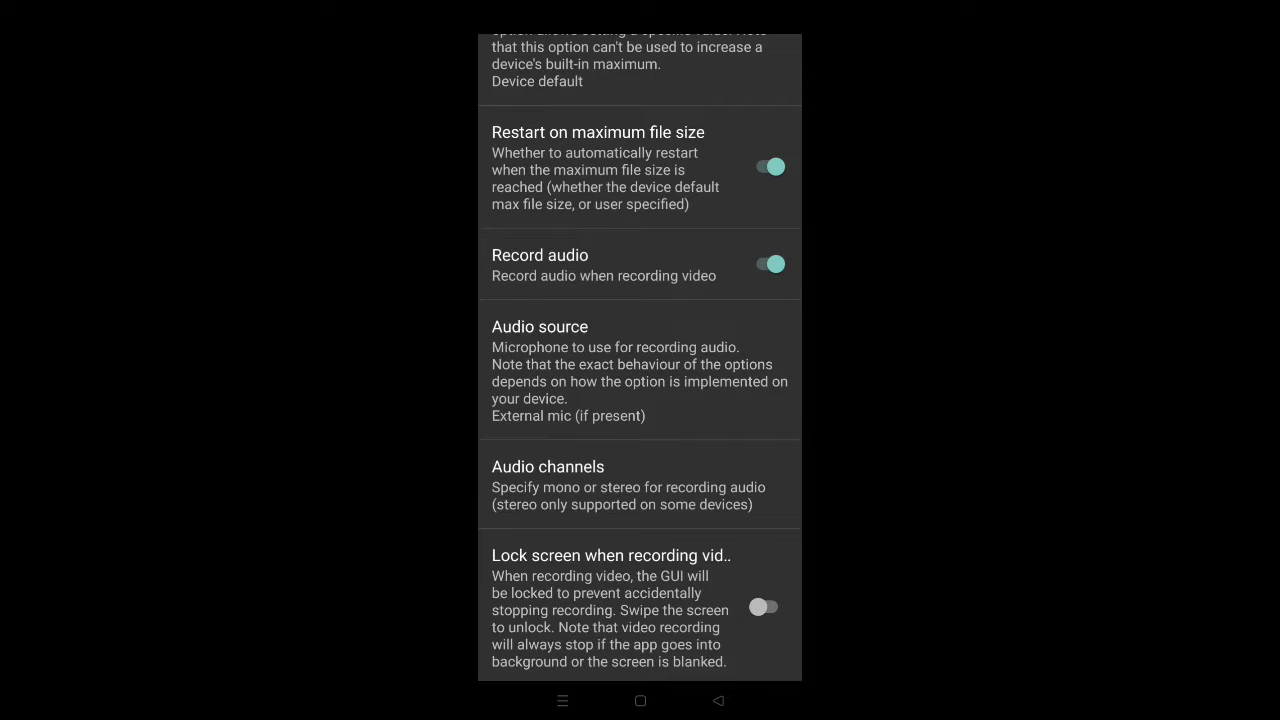 option allows setting a specific value. Note
that this option can't be used to increase a
device's built-in maximum.
Device default
Restart on maximum file size
Whether to automatically restart
when the maximum file size is
reached (whether the device default
max file size, or user specified)
Record audio
Record audio when recording video
Audio source
Microphone to use for recording audio.
Note that the exact behaviour of the options
depends on how the option is implemented on
your device.
External mic (if present)
Audio channels
Specify mono or stereo for recording audio
(stereo only supported on some devices)
Lock screen when recording vid..
When recording video, the GUI will
be locked to prevent accidentally
stopping recording. Swipe the screen
to unlock. Note that video recording
will always stop if the app goes into
background or the screen is blanked.